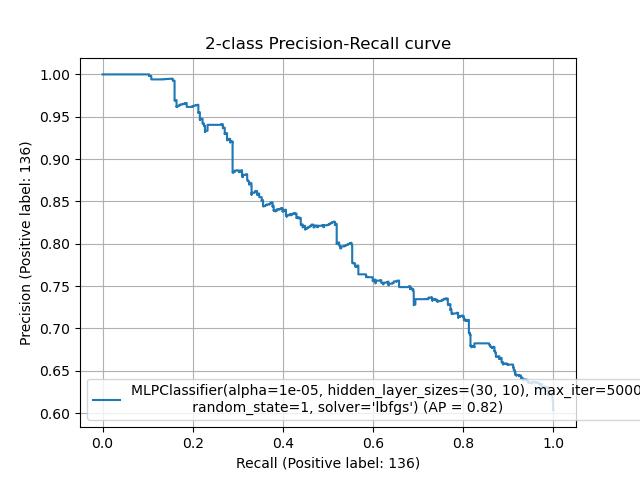 2-class Precision-Recall curve
1.00
0.95
0.90
0.85
0.80
0.75
0.70
0.65
0.60
Precision (Positive label: 136)
MLPClassifier(alpha=1e-05, hidden_layer_sizes=(30, 10), max_iter=5000
random_state=1, solver='lbfgs') (AP = 0.82)
0.0 0.2 0.4 0.6 0.8 1.0
Recall (Positive label: 136)